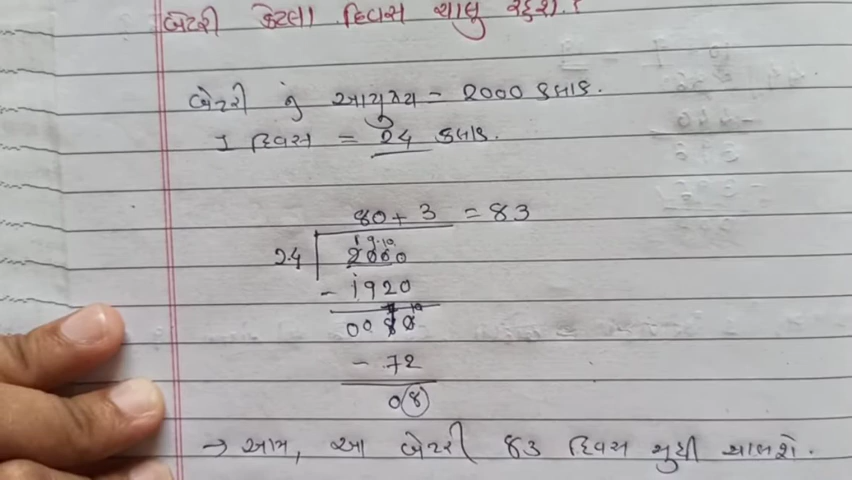 બેટરી કેટલા દિવસ ચાલુ રહેશે.?
બેટરી નું આયુષ્ય = 2000 કલાક.
1 દિવસ = 24 કલાક.
80 + 3 = 83
24 2000
- 1920
0080
- 72
08
→ આમ, આ બેટરી 83 દિવસ સુધી ચાલશે.